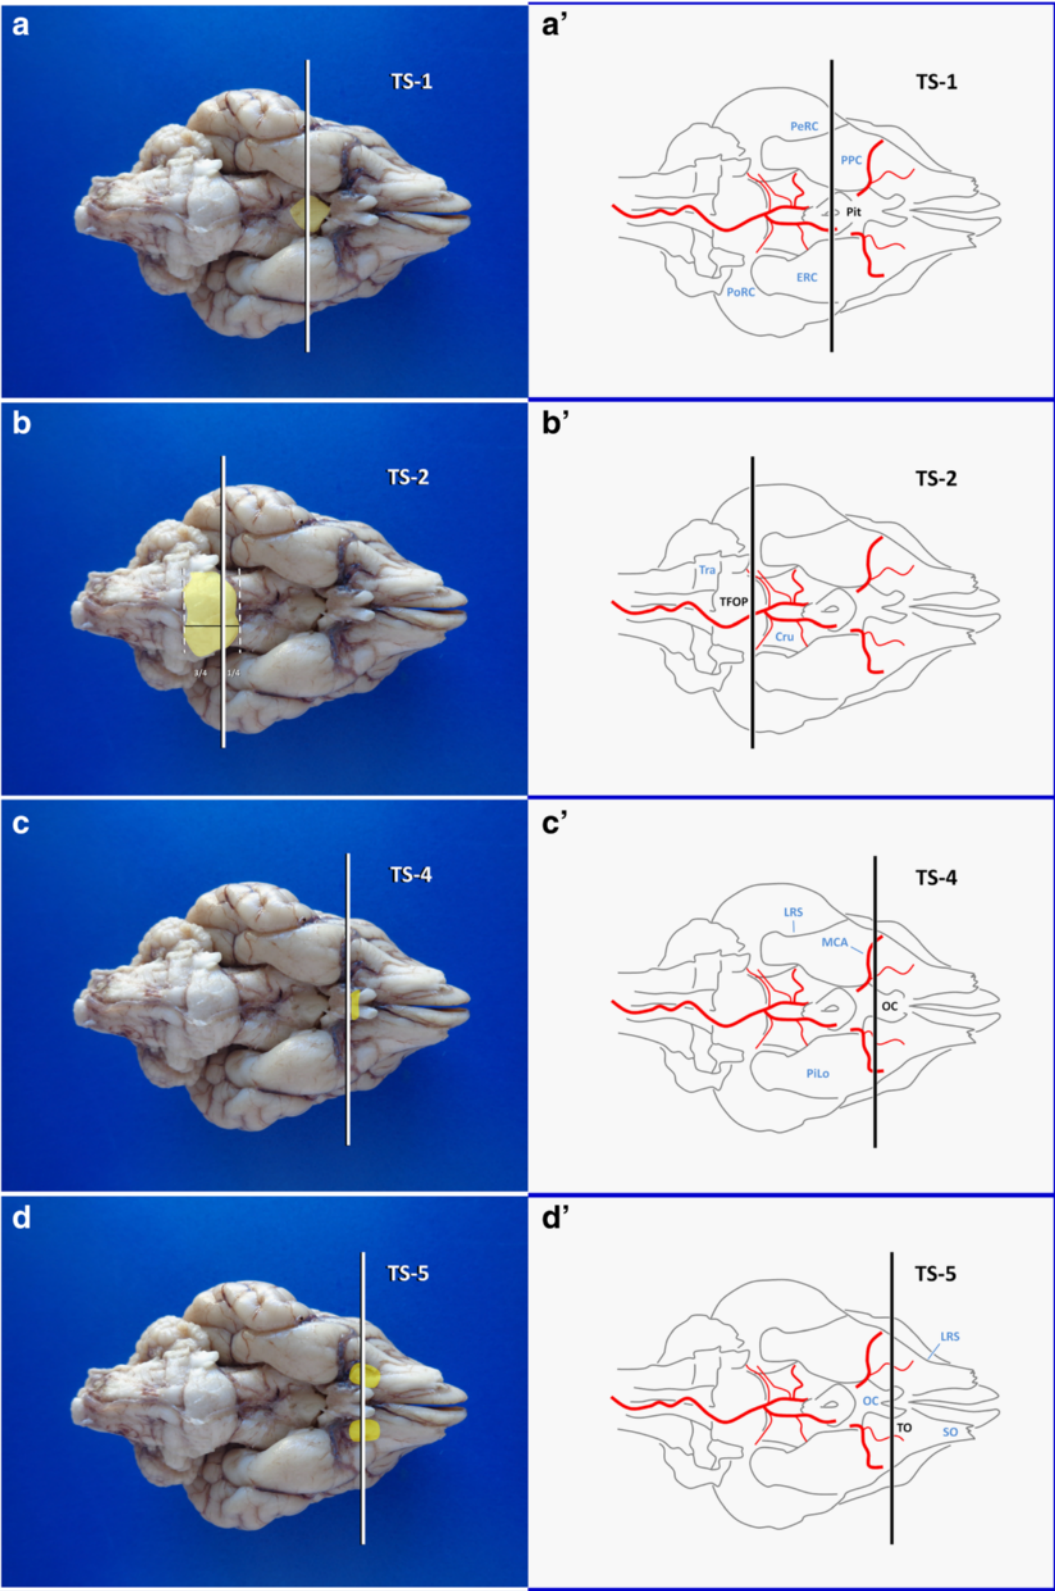 a
TS-1
a’
TS-1
PeRC
PPC
Pit
ERC
PoRC
b
TS-2
3/4
1/4
b’
TS-2
Tra
TFOP
Cru
c
TS-4
c’
TS-4
LRS
MCA
OC
PiLo
d
TS-5
d’
TS-5
LRS
OC
TO
SO